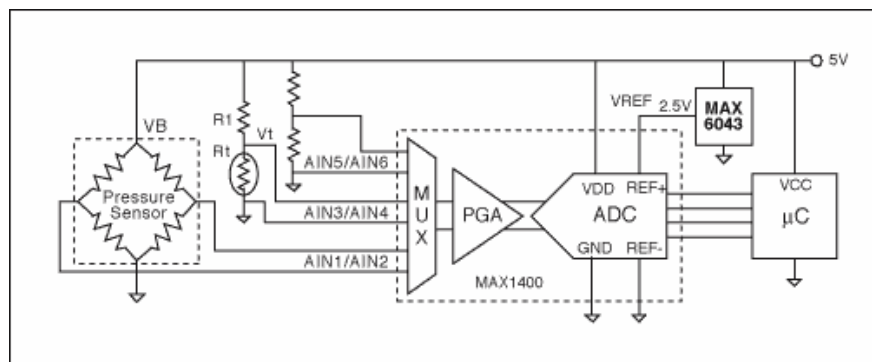 5V
VREF 2.5V
MAX
6043
R1
Vt
VB
Rt
AIN5/AIN6
Pressure
Sensor
MUX
PGA
VDD REF+
ADC
VCC
µC
AIN3/AIN4
GND REF-
AIN1/AIN2
MAX1400